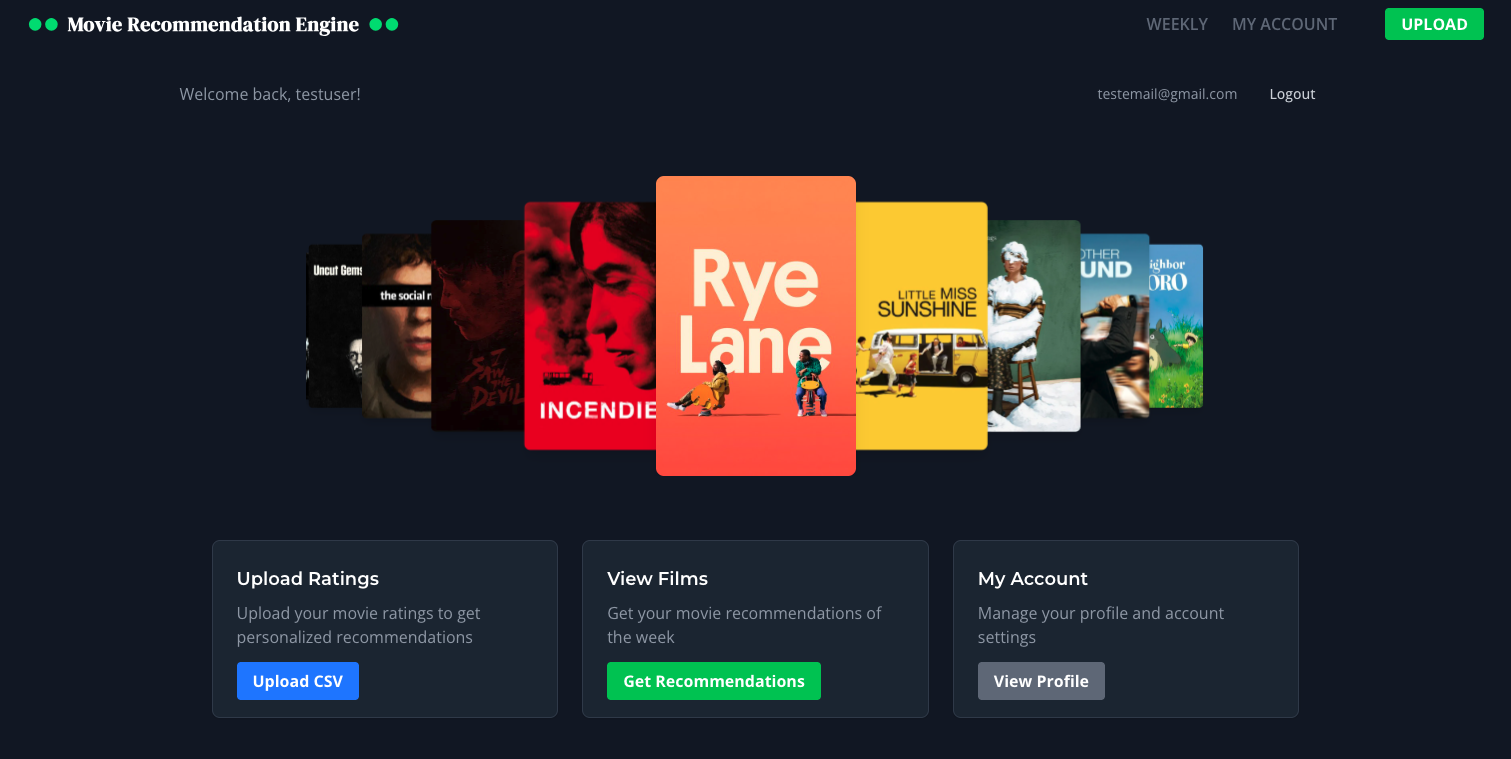 Movie Recommendation Engine
WEEKLY
MY ACCOUNT
UPLOAD
Welcome back, testuser!
testemail@gmail.com
Logout
Uncut Gems
the social n
I SAW THE DEVIL
INCENDIE
Rye
Lane
LITTLE MISS
SUNSHINE
OTHER
UND
ighbor
ORO
Upload Ratings
Upload your movie ratings to get
personalized recommendations
Upload CSV
View Films
Get your movie recommendations of
the week
Get Recommendations
My Account
Manage your profile and account
settings
View Profile